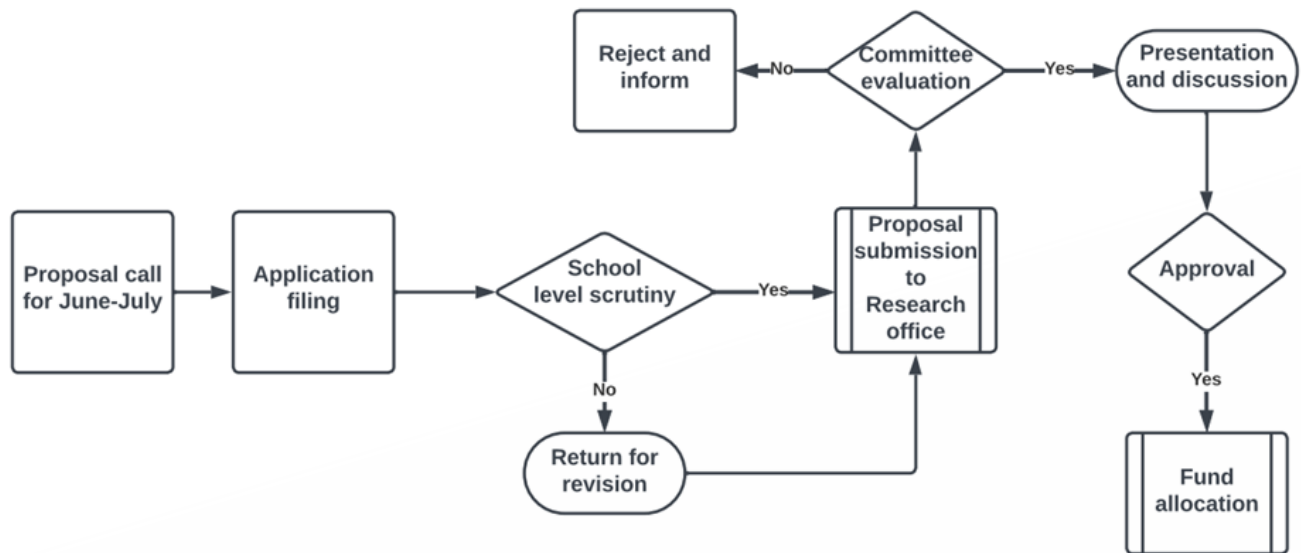 Proposal call
for June-July
Application
filing
School
level scrutiny
Yes
No
Return for
revision
Proposal
submission
to
Research
office
Committee
evaluation
No
Reject and
inform
Yes
Presentation
and discussion
Approval
Yes
Fund
allocation